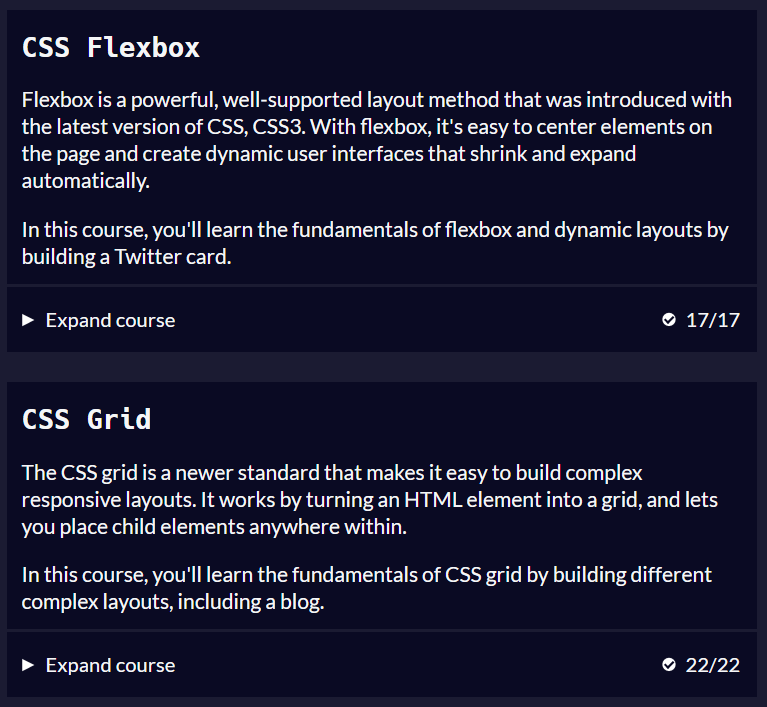 CSS Flexbox
Flexbox is a powerful, well-supported layout method that was introduced with
the latest version of CSS, CSS3. With flexbox, it's easy to center elements on
the page and create dynamic user interfaces that shrink and expand
automatically.
In this course, you'll learn the fundamentals of flexbox and dynamic layouts by
building a Twitter card.
Expand course 17/17
CSS Grid
The CSS grid is a newer standard that makes it easy to build complex
responsive layouts. It works by turning an HTML element into a grid, and lets
you place child elements anywhere within.
In this course, you'll learn the fundamentals of CSS grid by building different
complex layouts, including a blog.
Expand course 22/22